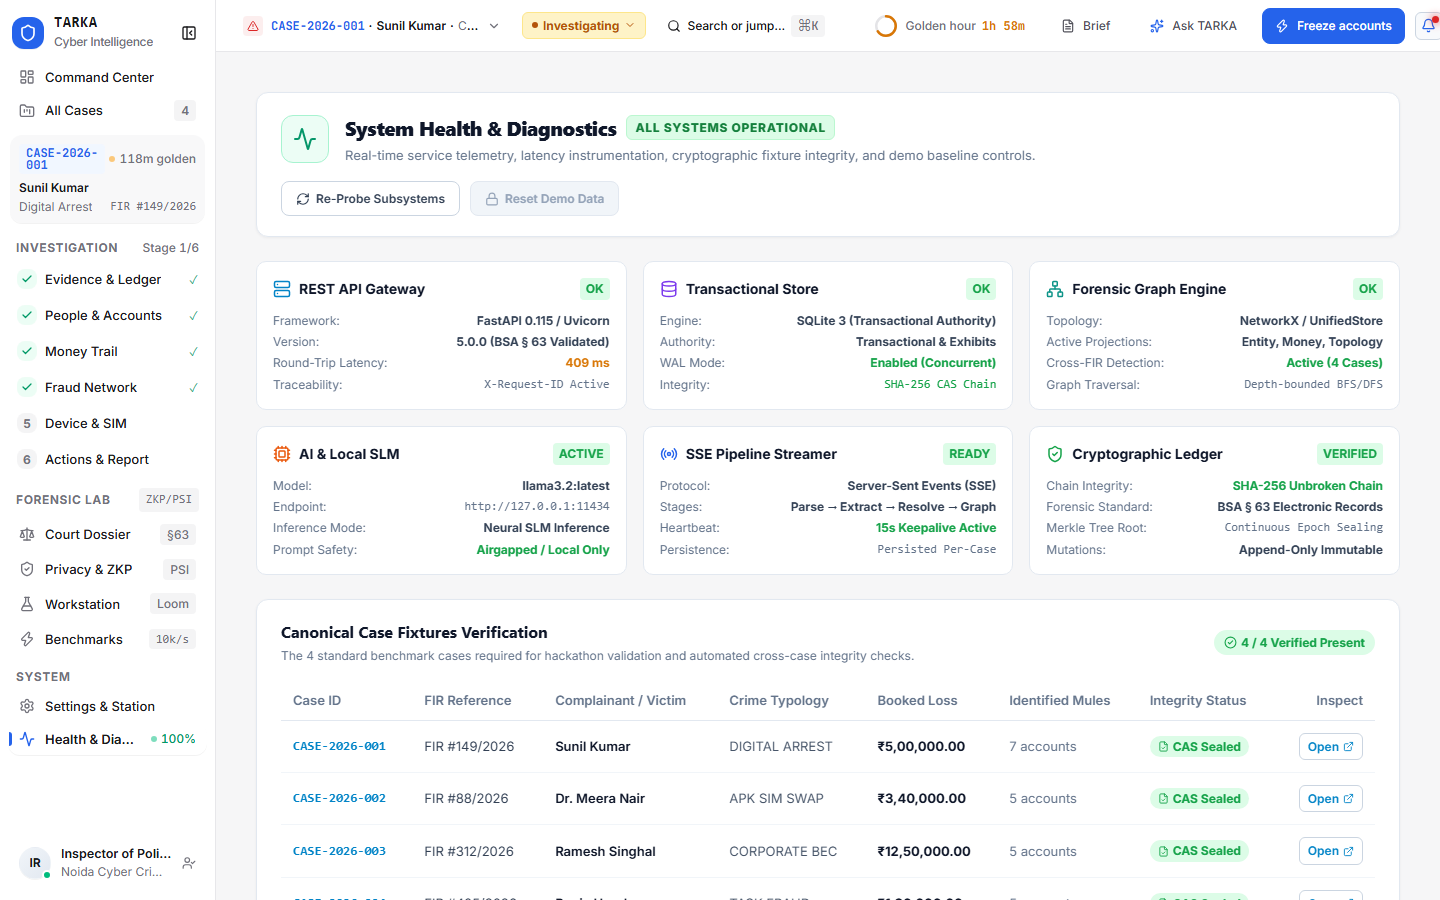 TARKA
Cyber Intelligence
Command Center
All Cases 4
CASE-2026-001 118m golden
Sunil Kumar
Digital Arrest FIR #149/2026
INVESTIGATION Stage 1/6
Evidence & Ledger ✓
People & Accounts ✓
Money Trail ✓
Fraud Network ✓
5 Device & SIM
6 Actions & Report
FORENSIC LAB ZKP/PSI
Court Dossier §63
Privacy & ZKP PSI
Workstation Loom
Benchmarks 10k/s
SYSTEM
Settings & Station
Health & Dia... 100%
IR Inspector of Poli...
Noida Cyber Cri...
CASE-2026-001 · Sunil Kumar · C... Investigating Search or jump... ⌘K Golden hour 1h 58m Brief Ask TARKA Freeze accounts
System Health & Diagnostics ALL SYSTEMS OPERATIONAL
Real-time service telemetry, latency instrumentation, cryptographic fixture integrity, and demo baseline controls.
Re-Probe Subsystems Reset Demo Data
REST API Gateway OK
Framework: FastAPI 0.115 / Uvicorn
Version: 5.0.0 (BSA § 63 Validated)
Round-Trip Latency: 409 ms
Traceability: X-Request-ID Active
Transactional Store OK
Engine: SQLite 3 (Transactional Authority)
Authority: Transactional & Exhibits
WAL Mode: Enabled (Concurrent)
Integrity: SHA-256 CAS Chain
Forensic Graph Engine OK
Topology: NetworkX / UnifiedStore
Active Projections: Entity, Money, Topology
Cross-FIR Detection: Active (4 Cases)
Graph Traversal: Depth-bounded BFS/DFS
AI & Local SLM ACTIVE
Model: llama3.2:latest
Endpoint: http://127.0.0.1:11434
Inference Mode: Neural SLM Inference
Prompt Safety: Airgapped / Local Only
SSE Pipeline Streamer READY
Protocol: Server-Sent Events (SSE)
Stages: Parse → Extract → Resolve → Graph
Heartbeat: 15s Keepalive Active
Persistence: Persisted Per-Case
Cryptographic Ledger VERIFIED
Chain Integrity: SHA-256 Unbroken Chain
Forensic Standard: BSA § 63 Electronic Records
Merkle Tree Root: Continuous Epoch Sealing
Mutations: Append-Only Immutable
Canonical Case Fixtures Verification
The 4 standard benchmark cases required for hackathon validation and automated cross-case integrity checks.
4 / 4 Verified Present
Case ID FIR Reference Complainant / Victim Crime Typology Booked Loss Identified Mules Integrity Status Inspect
CASE-2026-001 FIR #149/2026 Sunil Kumar DIGITAL ARREST ₹5,00,000.00 7 accounts CAS Sealed Open
CASE-2026-002 FIR #88/2026 Dr. Meera Nair APK SIM SWAP ₹3,40,000.00 5 accounts CAS Sealed Open
CASE-2026-003 FIR #312/2026 Ramesh Singhal CORPORATE BEC ₹12,50,000.00 5 accounts CAS Sealed Open